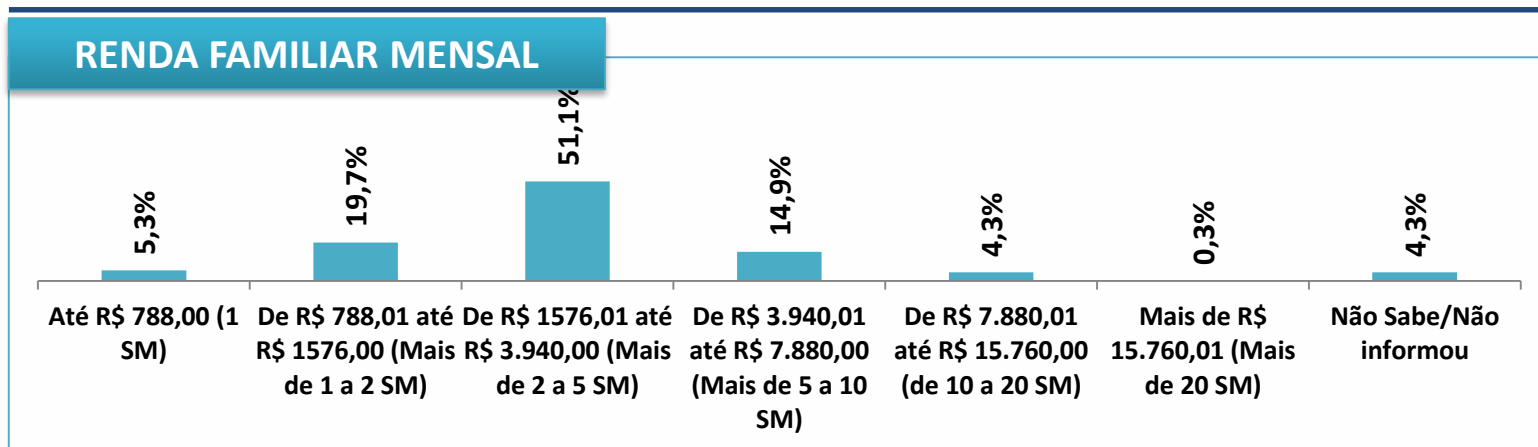 RENDA FAMILIAR MENSAL
5,3%
19,7%
51,1%
14,9%
4,3%
0,3%
4,3%
Até R$ 788,00 (1
SM)
De R$ 788,01 até
R$ 1576,00 (Mais
de 1 a 2 SM)
De R$ 1576,01 até
R$ 3.940,00 (Mais
de 2 a 5 SM)
De R$ 3.940,01
até R$ 7.880,00
(Mais de 5 a 10
SM)
De R$ 7.880,01
até R$ 15.760,00
(de 10 a 20 SM)
Mais de R$
15.760,01 (Mais
de 20 SM)
Não Sabe/Não
informou